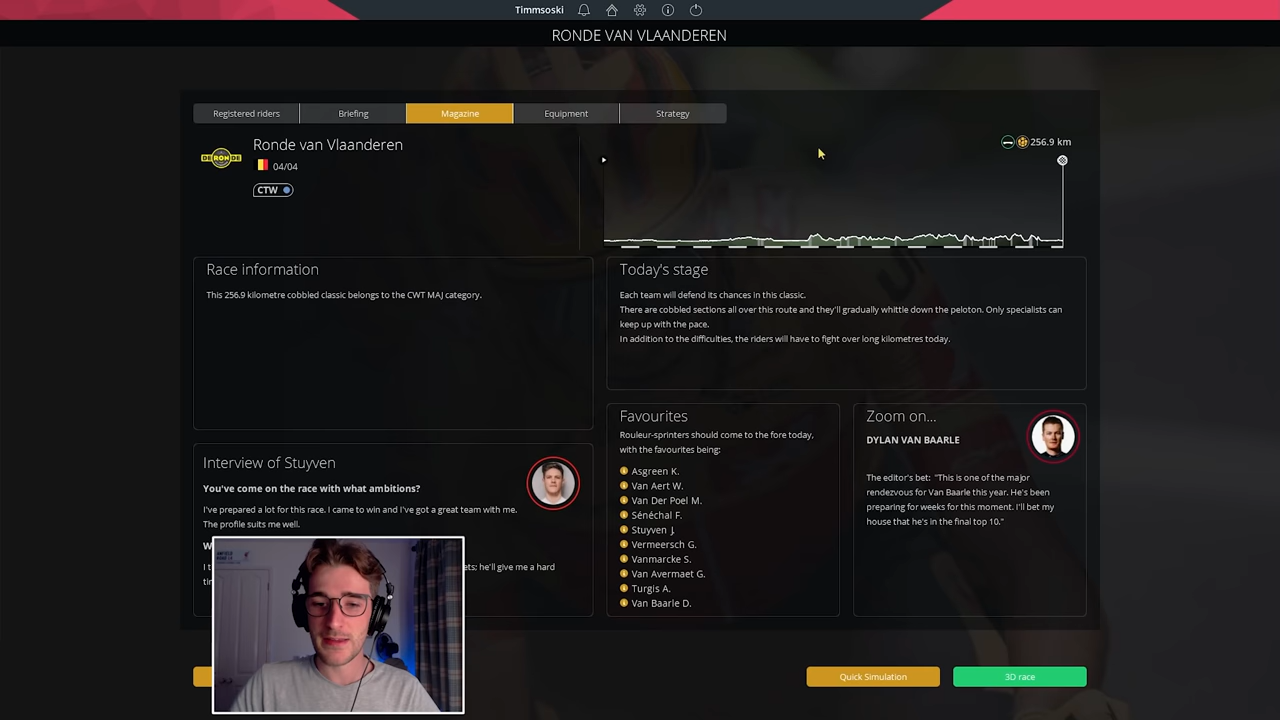 Timmsoski
RONDE VAN VLAANDEREN
Registered riders
Briefing
Magazine
Equipment
Strategy
DE RON DE
Ronde van Vlaanderen
04/04
CTW
256.9 km
Race information
This 256.9 kilometre cobbled classic belongs to the CWT MAJ category.
Today's stage
Each team will defend its chances in this classic.
There are cobbled sections all over this route and they'll gradually whittle down the peloton. Only specialists can
keep up with the pace.
In addition to the difficulties, the riders will have to fight over long kilometres today.
Interview of Stuyven
You've come on the race with what ambitions?
I've prepared a lot for this race. I came to win and I've got a great team with me.
The profile suits me well.
he'll give me a hard
Favourites
Rouleur-sprinters should come to the fore today,
with the favourites being:
Asgreen K.
Van Aert W.
Van Der Poel M.
Sénéchal F.
Stuyven J.
Vermeersch G.
Vanmarcke S.
Van Avermaet G.
Turgis A.
Van Baarle D.
Zoom on...
DYLAN VAN BAARLE
The editor's bet: "This is one of the major
rendezvous for Van Baarle this year. He's been
preparing for weeks for this moment. I'll bet my
house that he's in the final top 10."
Quick Simulation
3D race